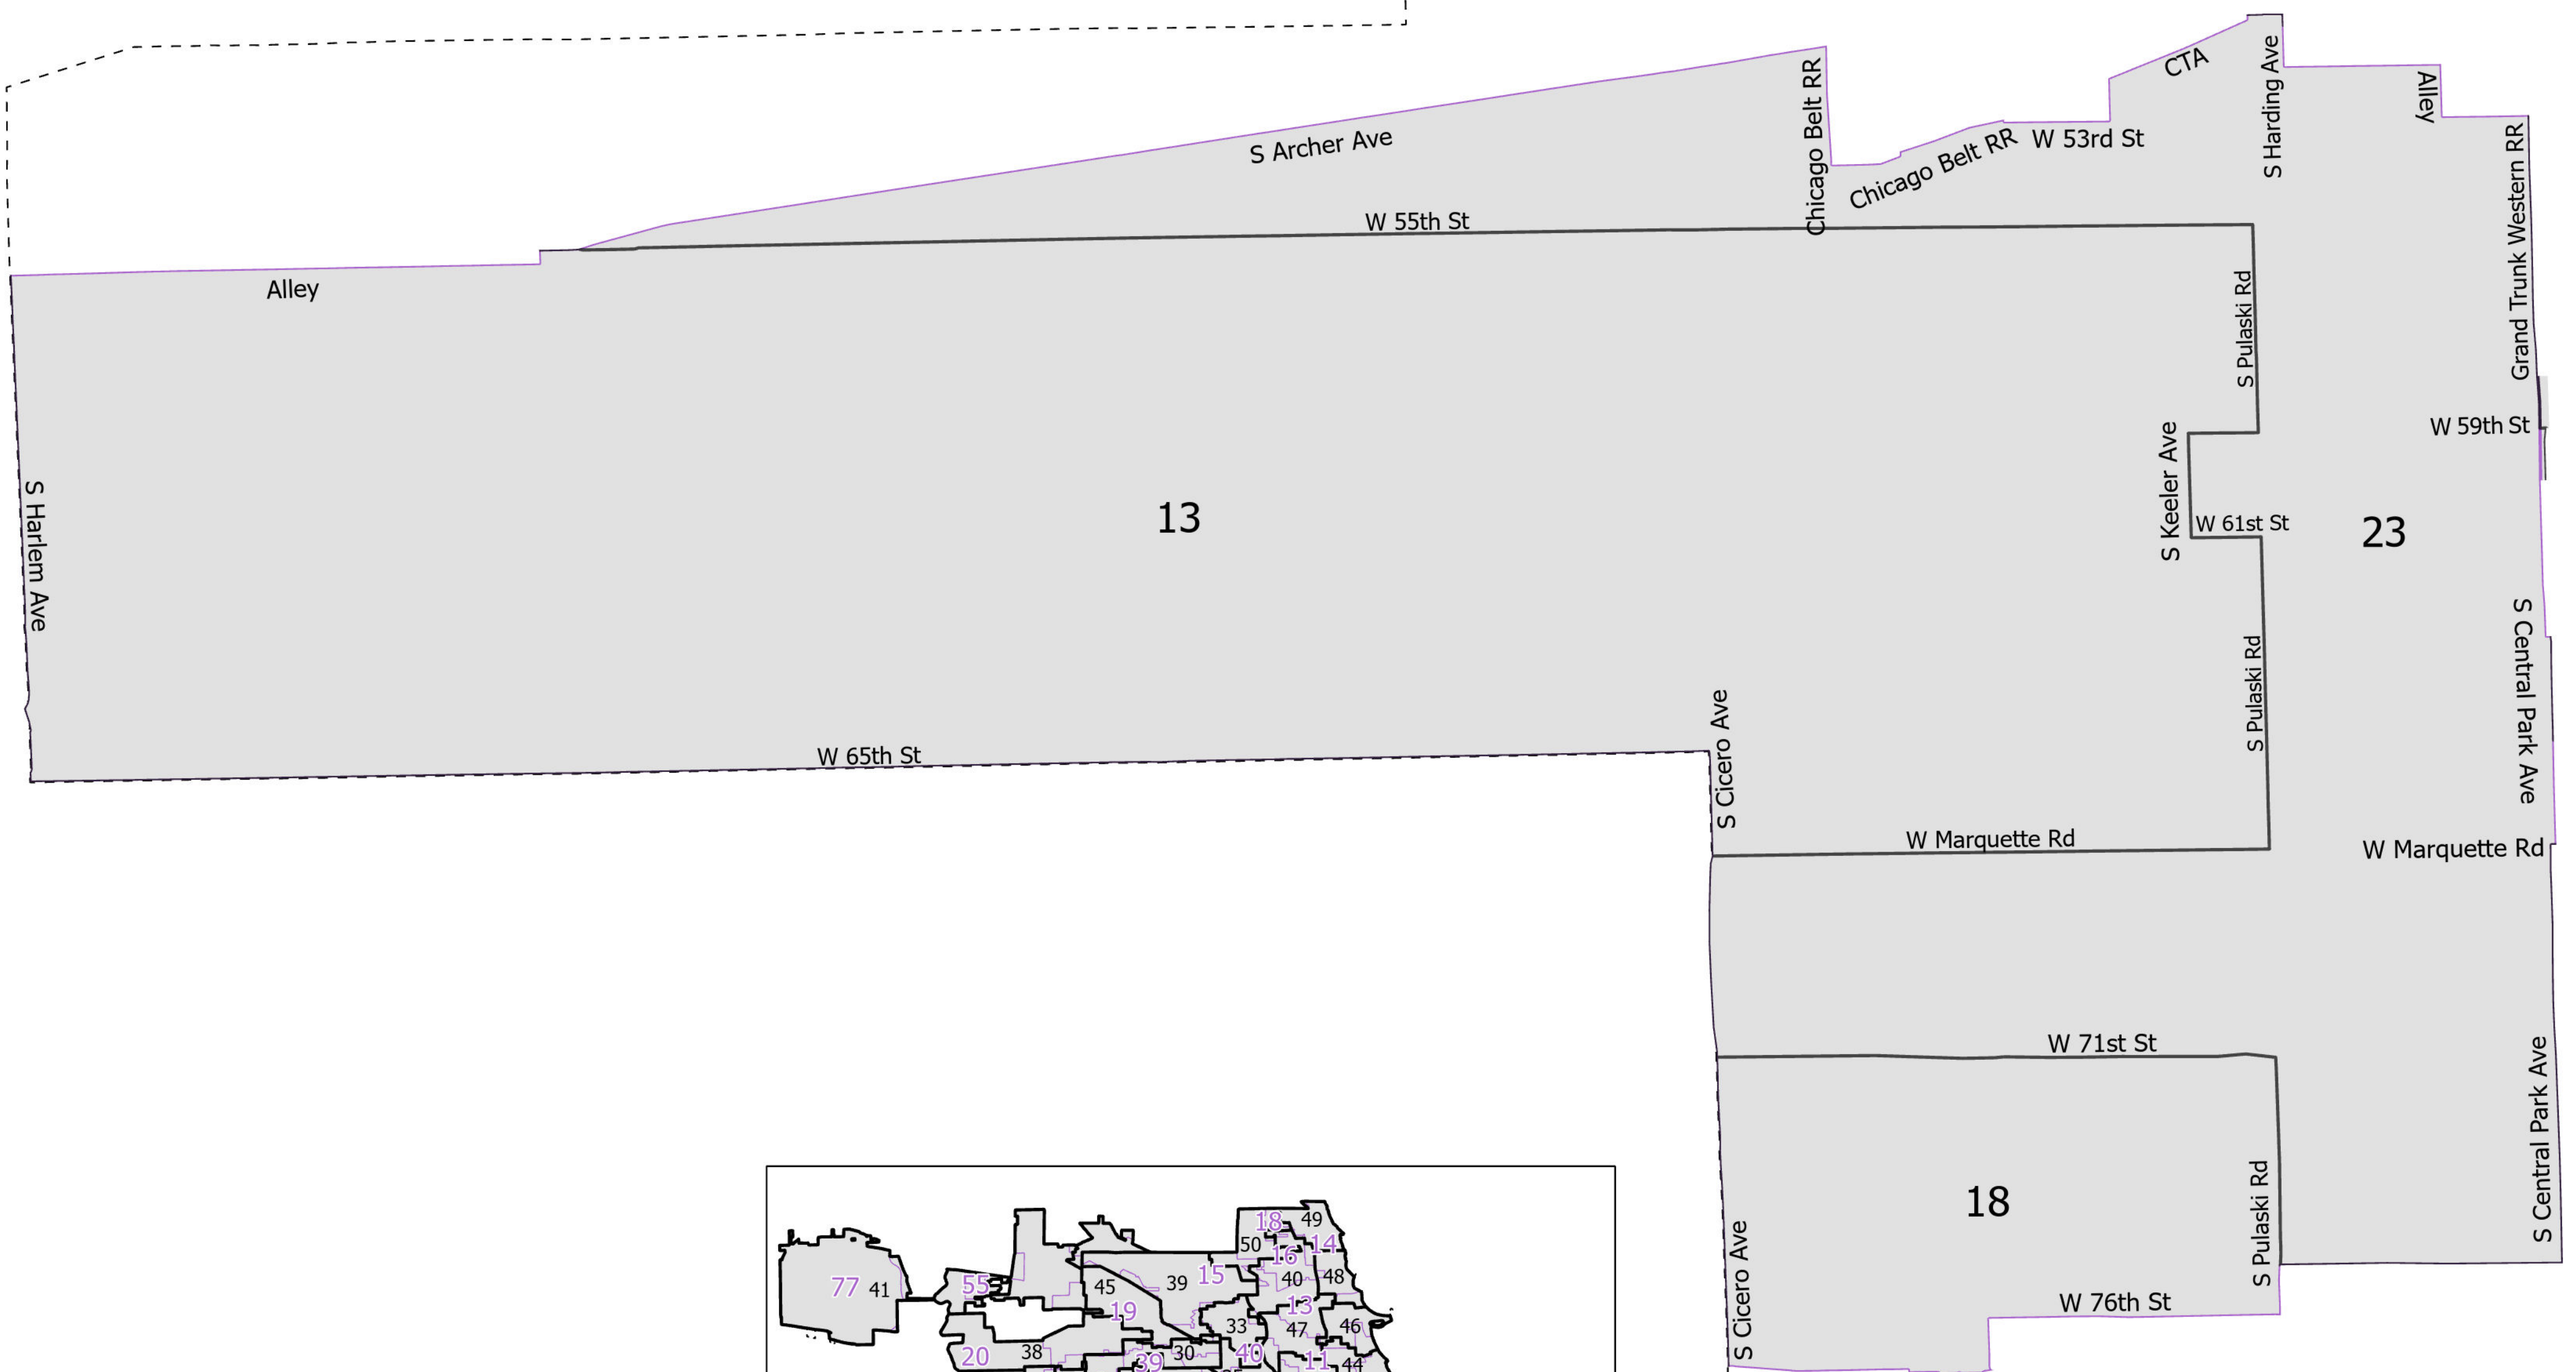 CTA
S Harding Ave
Alley
Chicago Belt RR
S Archer Ave
Chicago Belt RR
W 53rd St
Grand Trunk Western RR
W 55th St
Alley
S Pulaski Rd
W 59th St
S Keeler Ave
S Harlem Ave
13
W 61st St
23
S Central Park Ave
S Pulaski Rd
S Cicero Ave
W 65th St
W Marquette Rd
W Marquette Rd
W 71st St
S Central Park Ave
18
S Pulaski Rd
S Cicero Ave
W 76th St
18
49
50
14
16
77
41
55
45
39
15
40
48
19
13
33
47
46
20
38
39
30
40
11
44